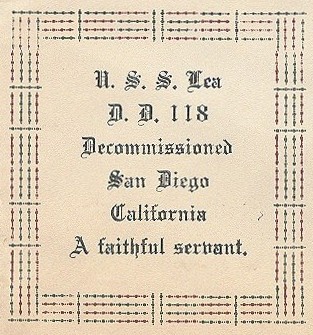 U. S. S. Lea
D. D. 118
Decommissioned
San Diego
California
A faithful servant.